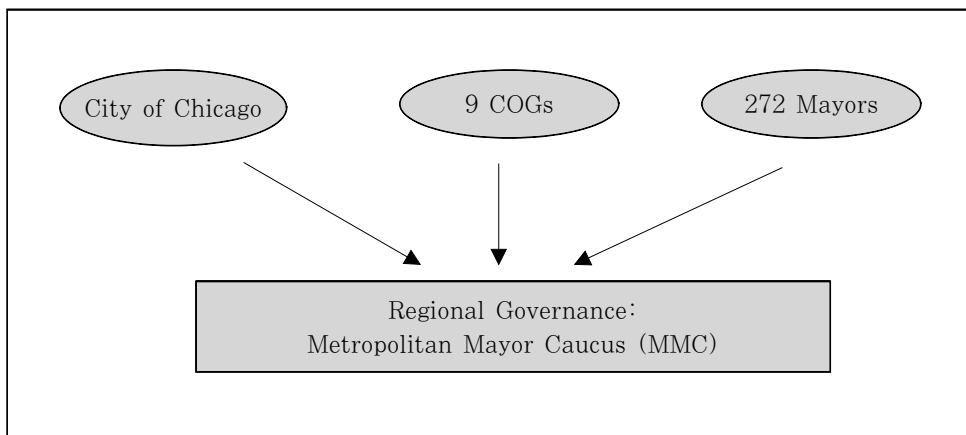 City of Chicago
9 COGs
272 Mayors
Regional Governance:
Metropolitan Mayor Caucus (MMC)